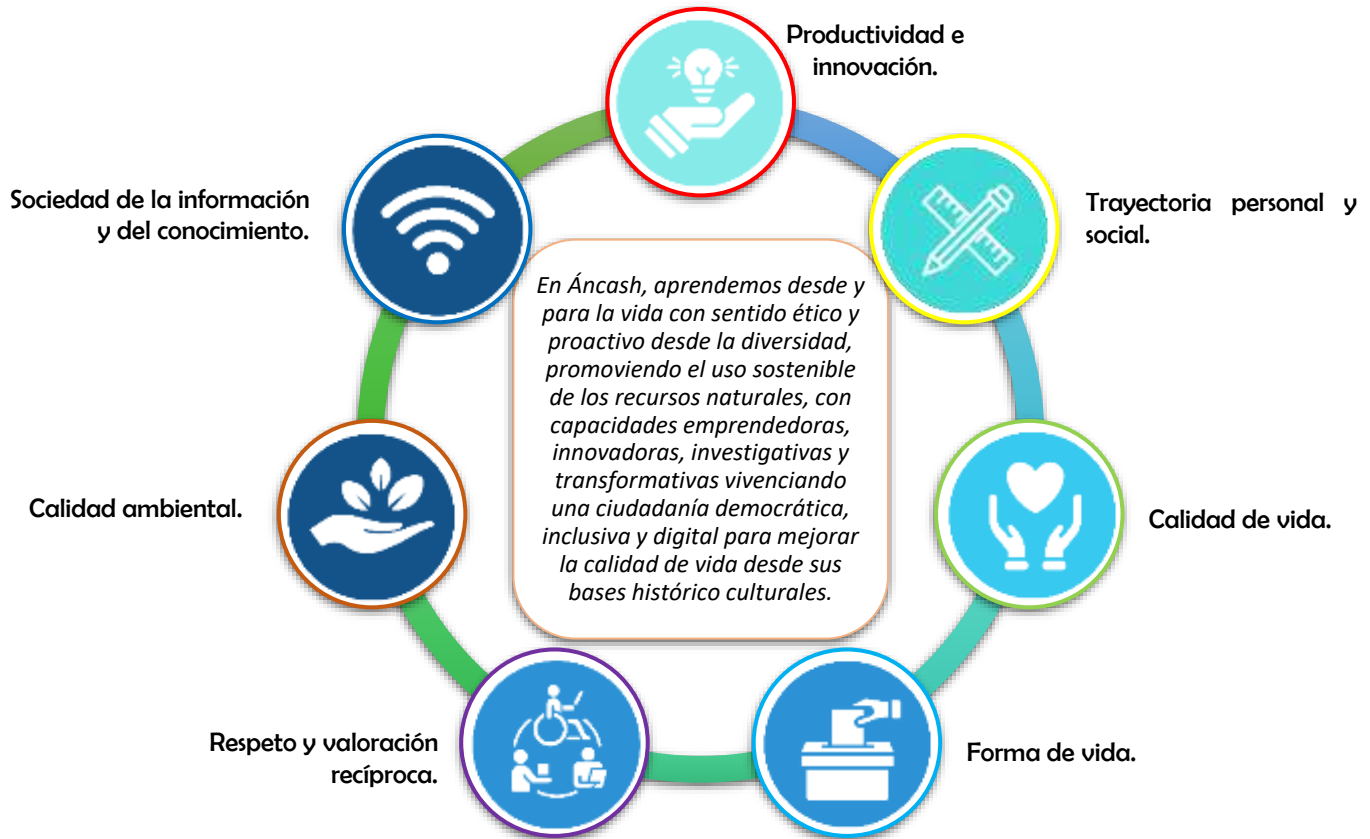 Productividad e
innovación.
Sociedad de la información
y del conocimiento.
Trayectoria personal y
social.
En Áncash, aprendemos desde y
para la vida con sentido ético y
proactivo desde la diversidad,
promoviendo el uso sostenible
de los recursos naturales, con
capacidades emprendedoras,
innovadoras, investigativas y
transformativas vivenciando
una ciudadanía democrática,
inclusiva y digital para mejorar
la calidad de vida desde sus
bases histórico culturales.
Calidad ambiental.
Calidad de vida.
Respeto y valoración
recíproca.
Forma de vida.